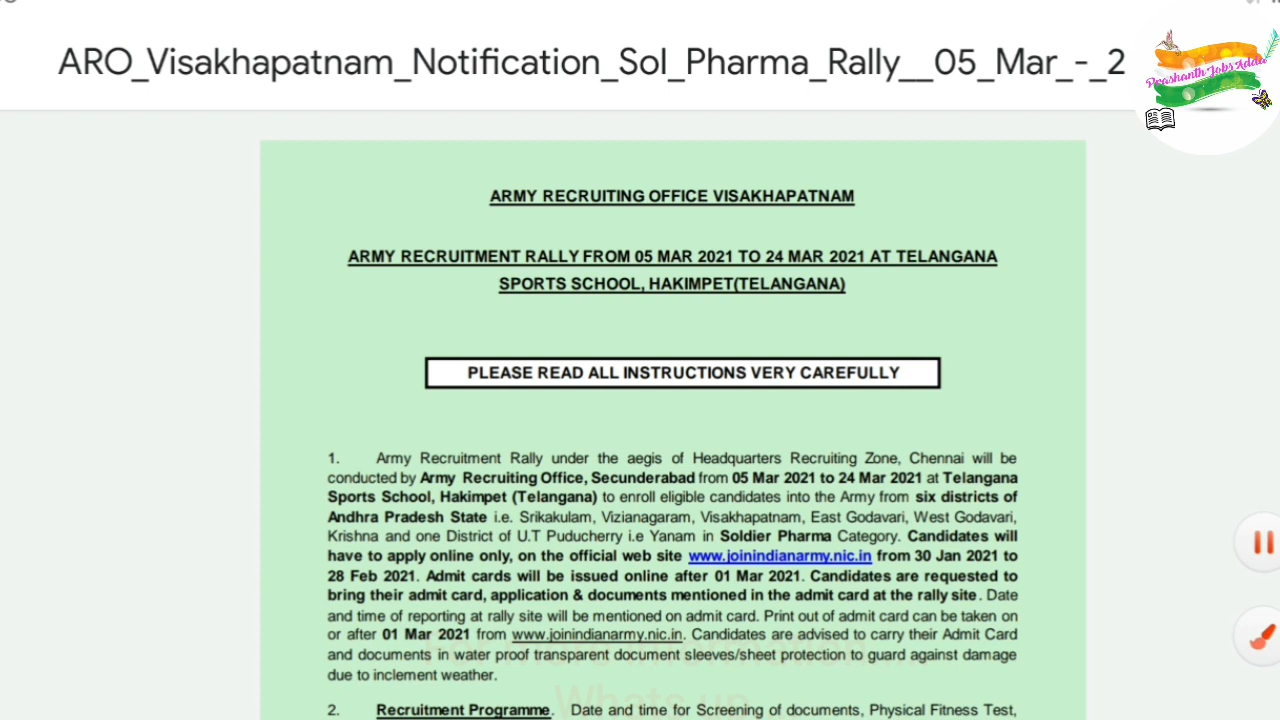 ARO_Visakhapatnam_Notification_Sol_Pharma_Rally__05_Mar_-_2
Prashanth Jobs Adda
ARMY RECRUITING OFFICE VISAKHAPATNAM
ARMY RECRUITMENT RALLY FROM 05 MAR 2021 TO 24 MAR 2021 AT TELANGANA
SPORTS SCHOOL, HAKIMPET(TELANGANA)
PLEASE READ ALL INSTRUCTIONS VERY CAREFULLY
1. Army Recruitment Rally under the aegis of Headquarters Recruiting Zone, Chennai will be
conducted by Army Recruiting Office, Secunderabad from 05 Mar 2021 to 24 Mar 2021 at Telangana
Sports School, Hakimpet (Telangana) to enroll eligible candidates into the Army from six districts of
Andhra Pradesh State i.e. Srikakulam, Vizianagaram, Visakhapatnam, East Godavari, West Godavari,
Krishna and one District of U.T Puducherry i.e Yanam in Soldier Pharma Category. Candidates will
have to apply online only, on the official web site www.joinindianarmy.nic.in from 30 Jan 2021 to
28 Feb 2021. Admit cards will be issued online after 01 Mar 2021. Candidates are requested to
bring their admit card, application & documents mentioned in the admit card at the rally site. Date
and time of reporting at rally site will be mentioned on admit card. Print out of admit card can be taken on
or after 01 Mar 2021 from www.joinindianarmy.nic.in. Candidates are advised to carry their Admit Card
and documents in water proof transparent document sleeves/sheet protection to guard against damage
due to inclement weather.
Whats up
2. Recruitment Programme. Date and time for Screening of documents, Physical Fitness Test,